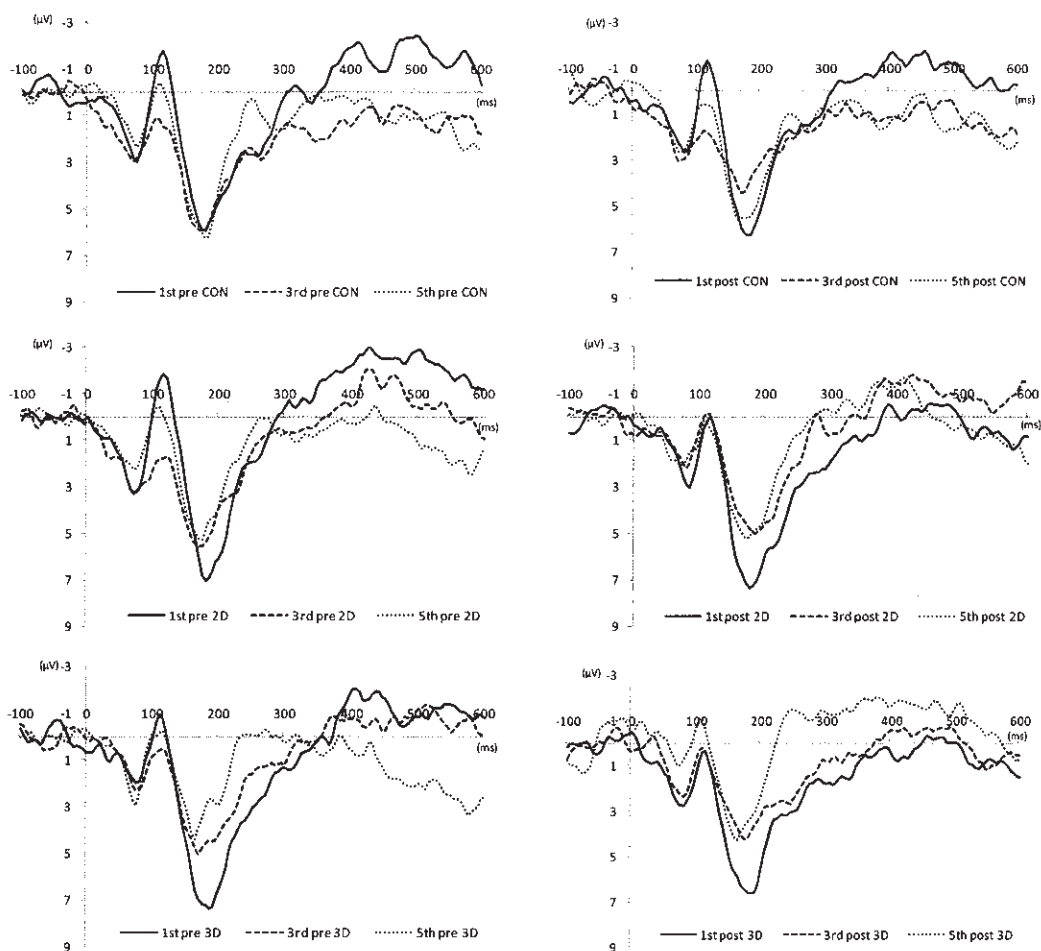 (μV) -3
-100 -1 0 100 200 300 400 500 600
(ms)
1
3
5
7
1st pre CON 3rd pre CON 5th pre CON
9
(μV) -3
-100 -1 0 100 200 300 400 500 600
(ms)
1
3
5
7
1st post CON 3rd post CON 5th post CON
9
(μV) -3
-100 -1 0 100 200 300 400 500 600
(ms)
1
3
5
7
1st pre 2D 3rd pre 2D 5th pre 2D
9
(μV) -3
-100 -1 0 100 200 300 400 500 600
(ms)
1
3
5
7
1st post 2D 3rd post 2D 5th post 2D
9
(μV) -3
-100 -1 0 100 200 300 400 500 600
(ms)
1
3
5
7
1st pre 3D 3rd pre 3D 5th pre 3D
9
(μV) -3
-100 -1 0 100 200 300 400 500 600
(ms)
1
3
5
7
1st post 3D 3rd post 3D 5th post 3D
9